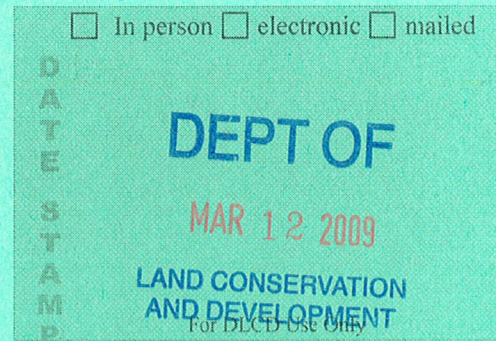 ☐ In person ☐ electronic ☐ mailed
DATE STAMP
DEPT OF
MAR 12 2009
LAND CONSERVATION
AND DEVELOPMENT
For DLCD Use Only